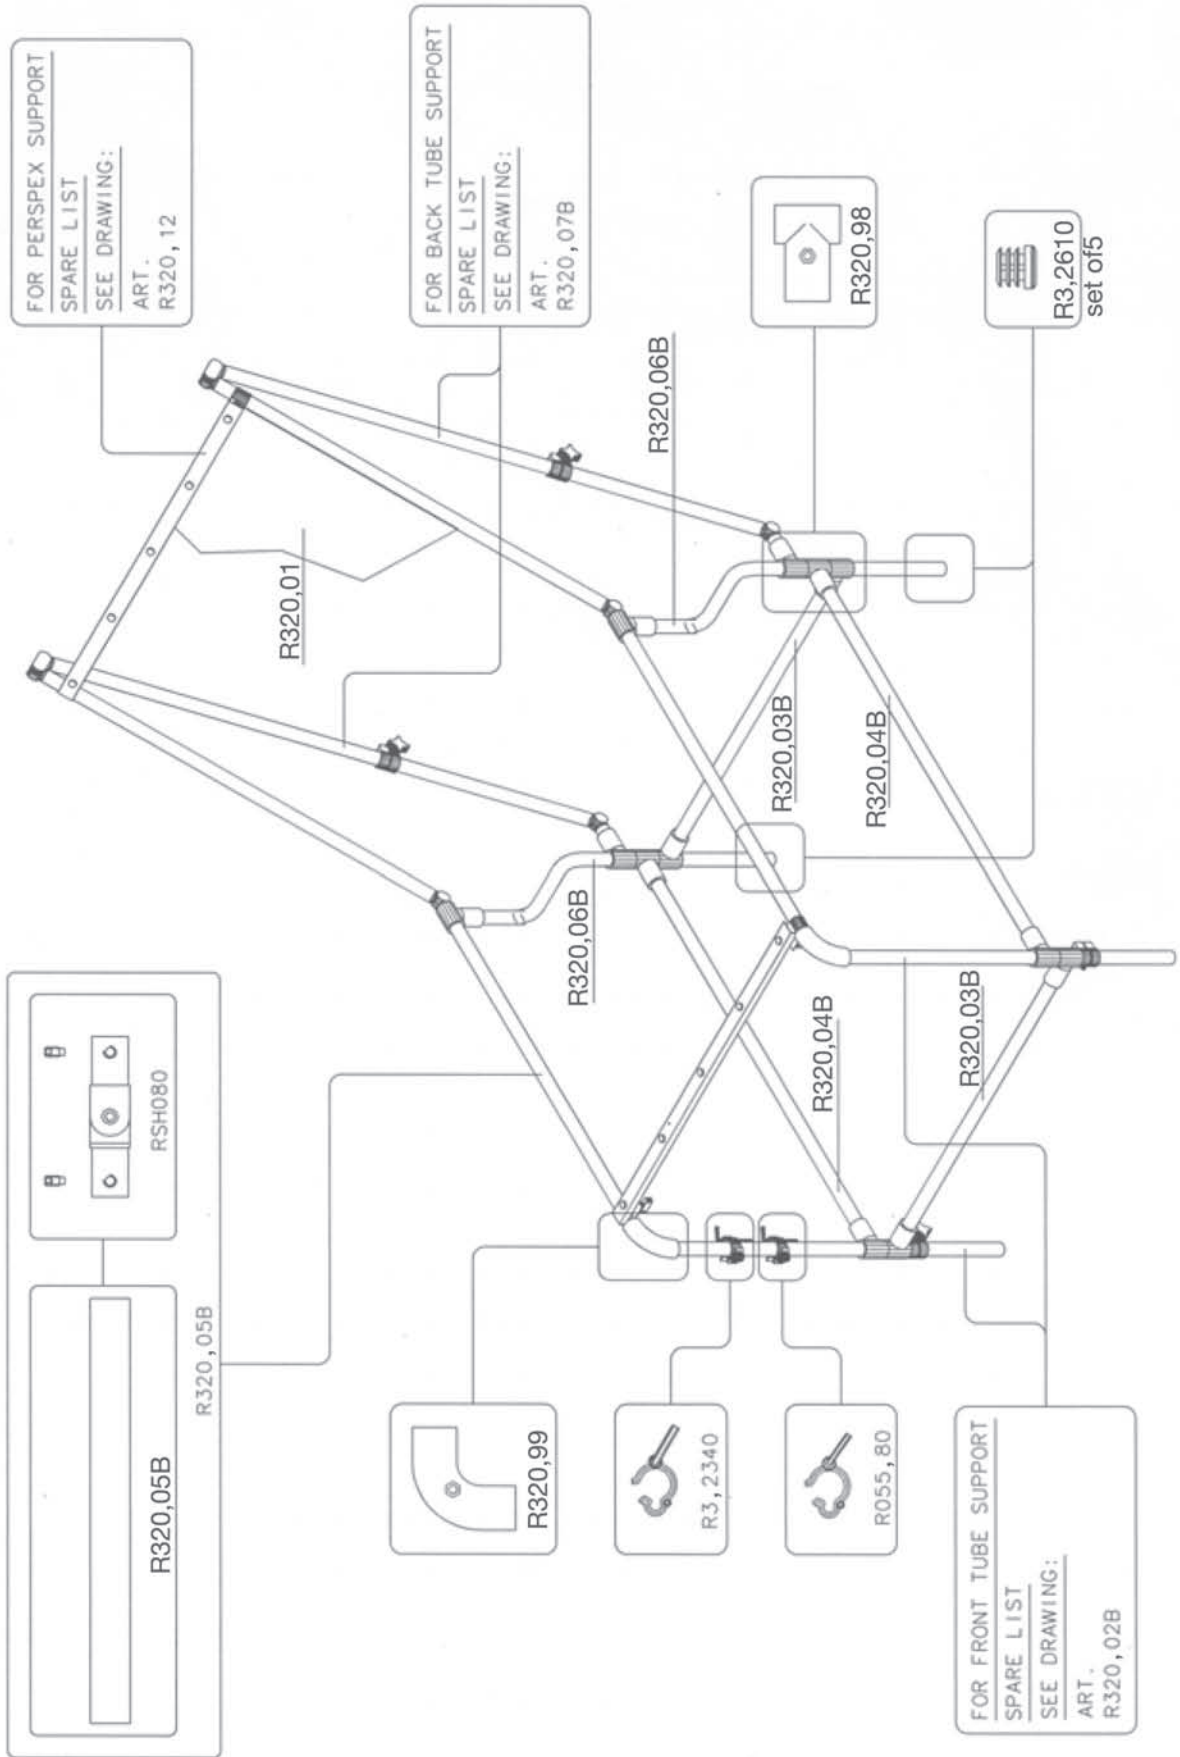 FOR PERSPEX SUPPORT
SPARE LIST
SEE DRAWING:
ART.
R320,12
FOR BACK TUBE SUPPORT
SPARE LIST
SEE DRAWING:
ART.
R320,07B
R320,98
R3,2610
set of5
R320,06B
R320,01
R320,03B
R320,04B
R320,06B
R320,04B
R320,03B
RSH080
R320,05B
R320,05B
R320,99
R3,2340
R055,80
FOR FRONT TUBE SUPPORT
SPARE LIST
SEE DRAWING:
ART.
R320,02B